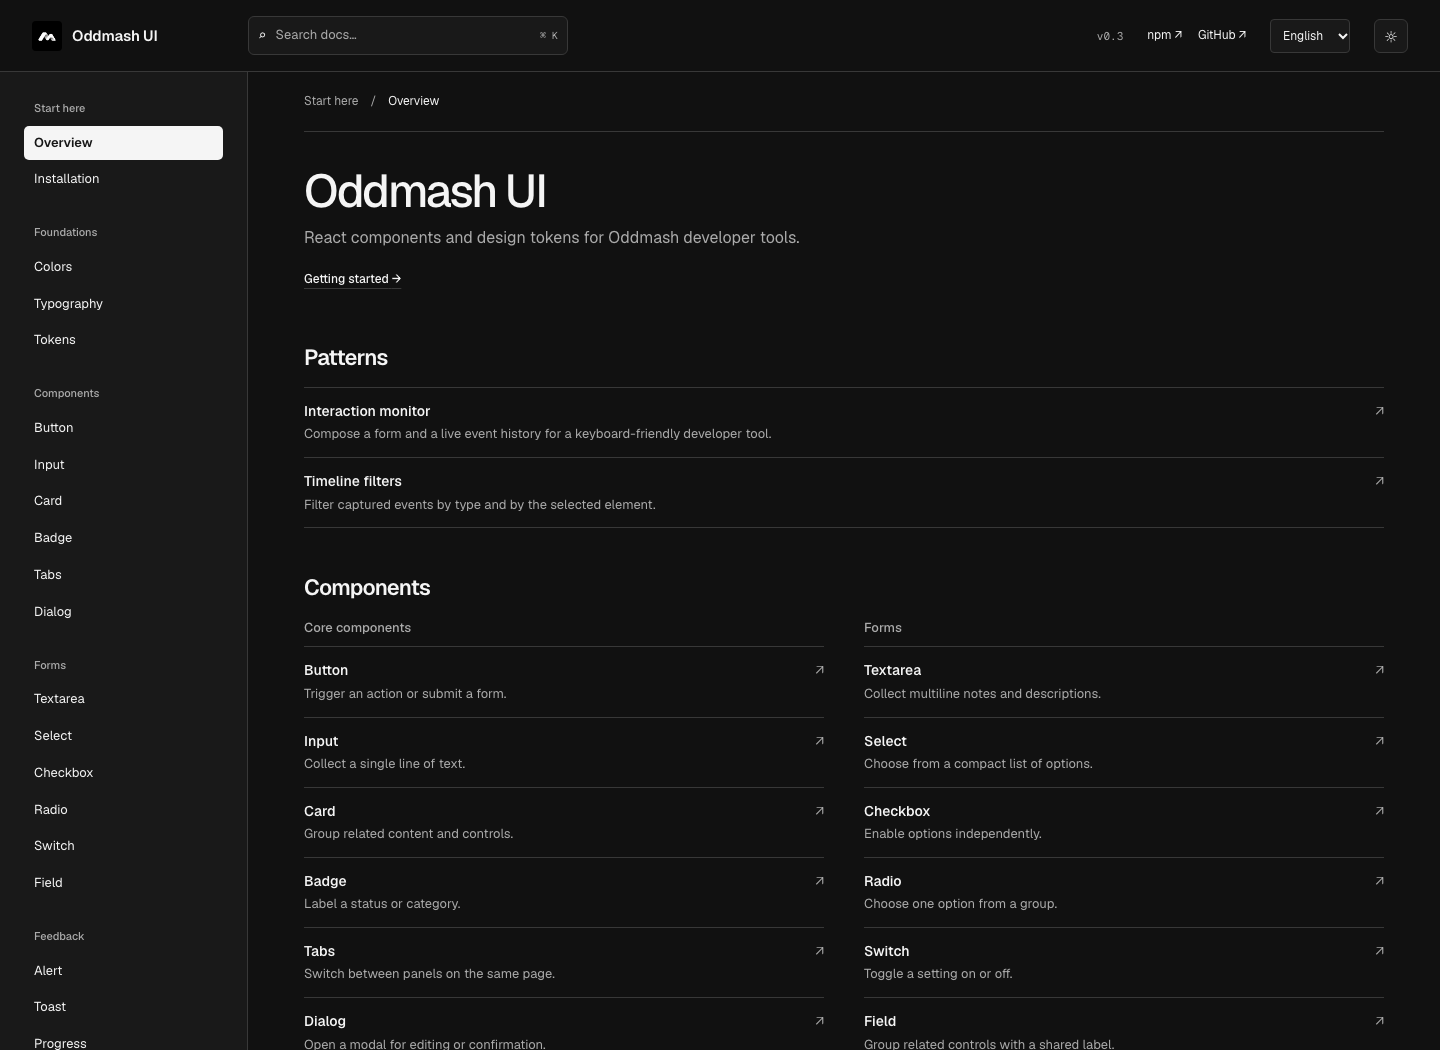 Oddmash UI
Search docs…
⌘ K
v0.3
npm ↗
GitHub ↗
English
Start here
Overview
Installation
Foundations
Colors
Typography
Tokens
Components
Button
Input
Card
Badge
Tabs
Dialog
Forms
Textarea
Select
Checkbox
Radio
Switch
Field
Feedback
Alert
Toast
Progress
Start here / Overview
Oddmash UI
React components and design tokens for Oddmash developer tools.
Getting started →
Patterns
Interaction monitor ↗
Compose a form and a live event history for a keyboard-friendly developer tool.
Timeline filters ↗
Filter captured events by type and by the selected element.
Components
Core components
Button ↗
Trigger an action or submit a form.
Input ↗
Collect a single line of text.
Card ↗
Group related content and controls.
Badge ↗
Label a status or category.
Tabs ↗
Switch between panels on the same page.
Dialog ↗
Open a modal for editing or confirmation.
Forms
Textarea ↗
Collect multiline notes and descriptions.
Select ↗
Choose from a compact list of options.
Checkbox ↗
Enable options independently.
Radio ↗
Choose one option from a group.
Switch ↗
Toggle a setting on or off.
Field ↗
Group related controls with a shared label.